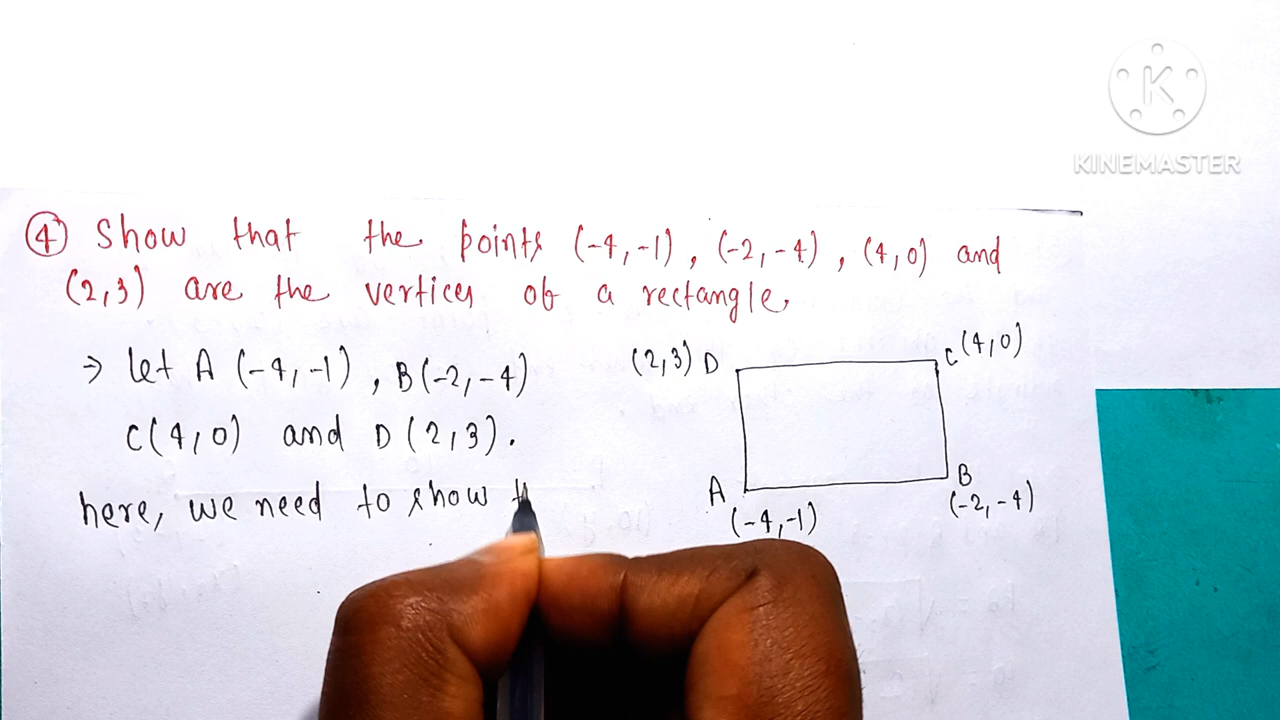 K
KINEMASTER
④ Show that the points (-4,-1), (-2,-4), (4,0) and
(2,3) are the vertices of a rectangle.
→ let A (-4,-1), B(-2,-4)
C(4,0) and D(2,3).
here, we need to show
(2,3) D
C (4,0)
A
(-4,-1)
B
(-2,-4)